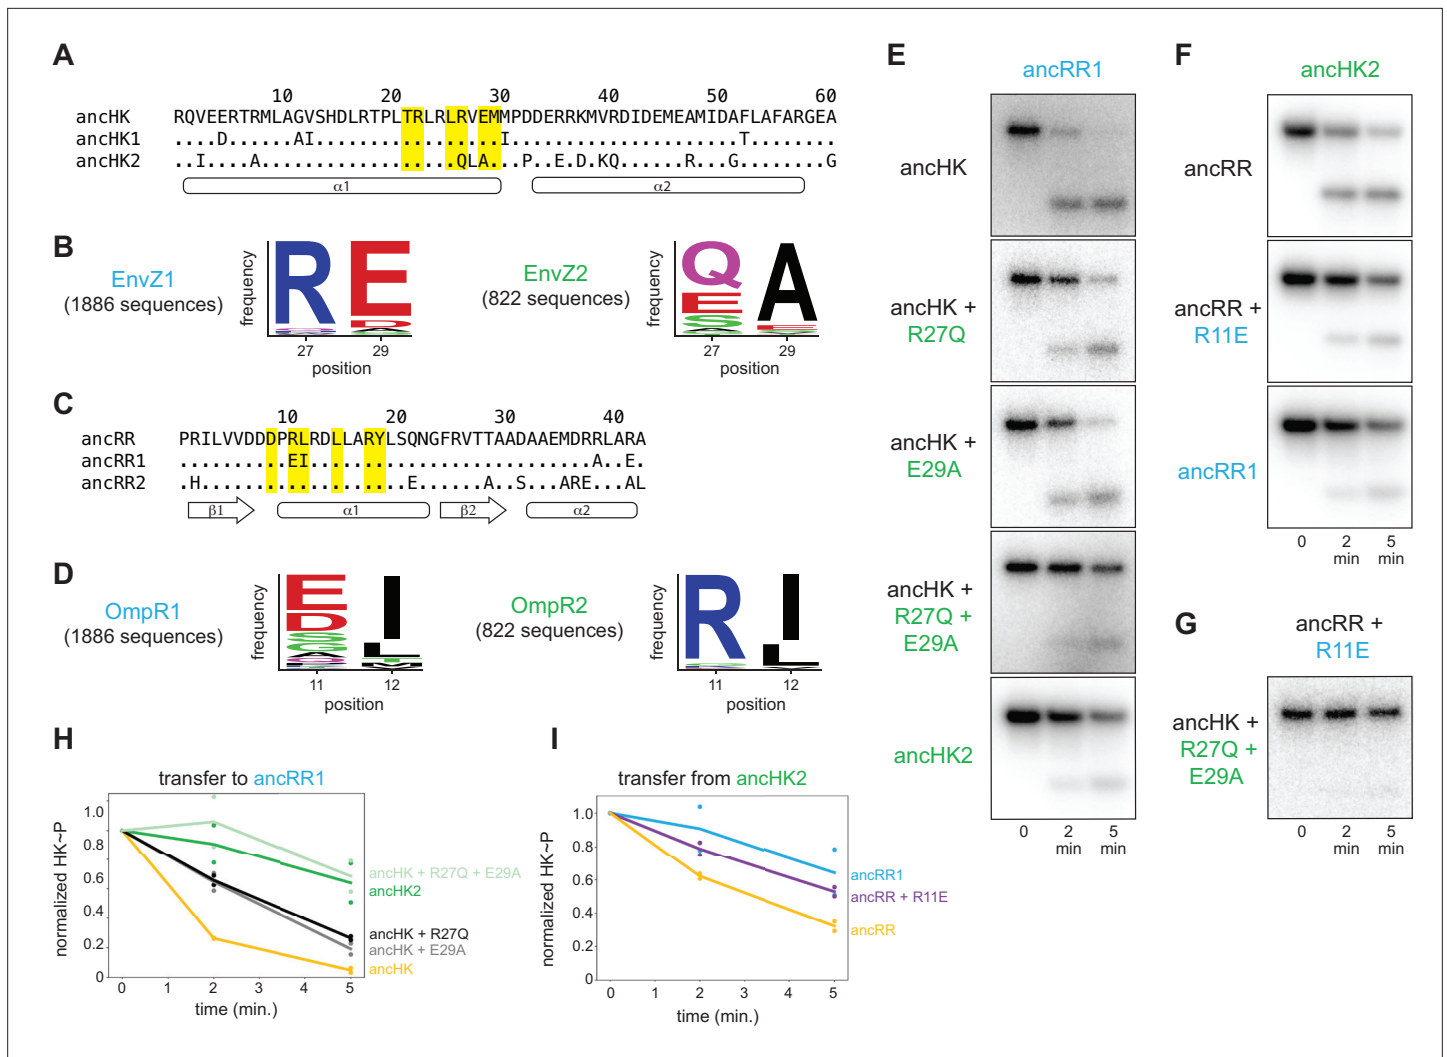 A
10 20 30 40 50 60
ancHK RQVEERTRMLAGVSHDLRTPLTRLRLRVEMMPDDERRKMVRDIDEMEAMIDAFLAFARGEA
ancHK1 ....D......AI.................I.....................T........
ancHK2 ..I....A..................QLA...P..E.D.KQ......R...G........G
α1 α2
B
EnvZ1
(1886 sequences)
frequency
R E
D
27 29
position
EnvZ2
(822 sequences)
frequency
Q A
E
S
27 29
position
C
10 20 30 40
ancRR PRILVVDDDPRLRDLLARYLSQNGFRVTTAADAAEMDRRLARA
ancRR1 ..........EI..........................A..E.
ancRR2 .H...................E......A..S...ARE...AL
β1 α1 β2 α2
D
OmpR1
(1886 sequences)
frequency
E I
D L
S
G
11 12
position
OmpR2
(822 sequences)
frequency
R I
L
11 12
position
E
ancRR1
ancHK
ancHK +
R27Q
ancHK +
E29A
ancHK +
R27Q +
E29A
ancHK2
0 2 5
min min
F
ancHK2
ancRR
ancRR +
R11E
ancRR1
0 2 5
min min
G
ancRR +
R11E
ancHK +
R27Q +
E29A
0 2 5
min min
H
transfer to ancRR1
normalized HK~P
1.0
0.8
0.6
0.4
0.2
0
0 1 2 3 4 5
time (min.)
ancHK + R27Q + E29A
ancHK2
ancHK + R27Q
ancHK + E29A
ancHK
I
transfer from ancHK2
normalized HK~P
1.0
0.8
0.6
0.4
0.2
0
0 1 2 3 4 5
time (min.)
ancRR1
ancRR + R11E
ancRR